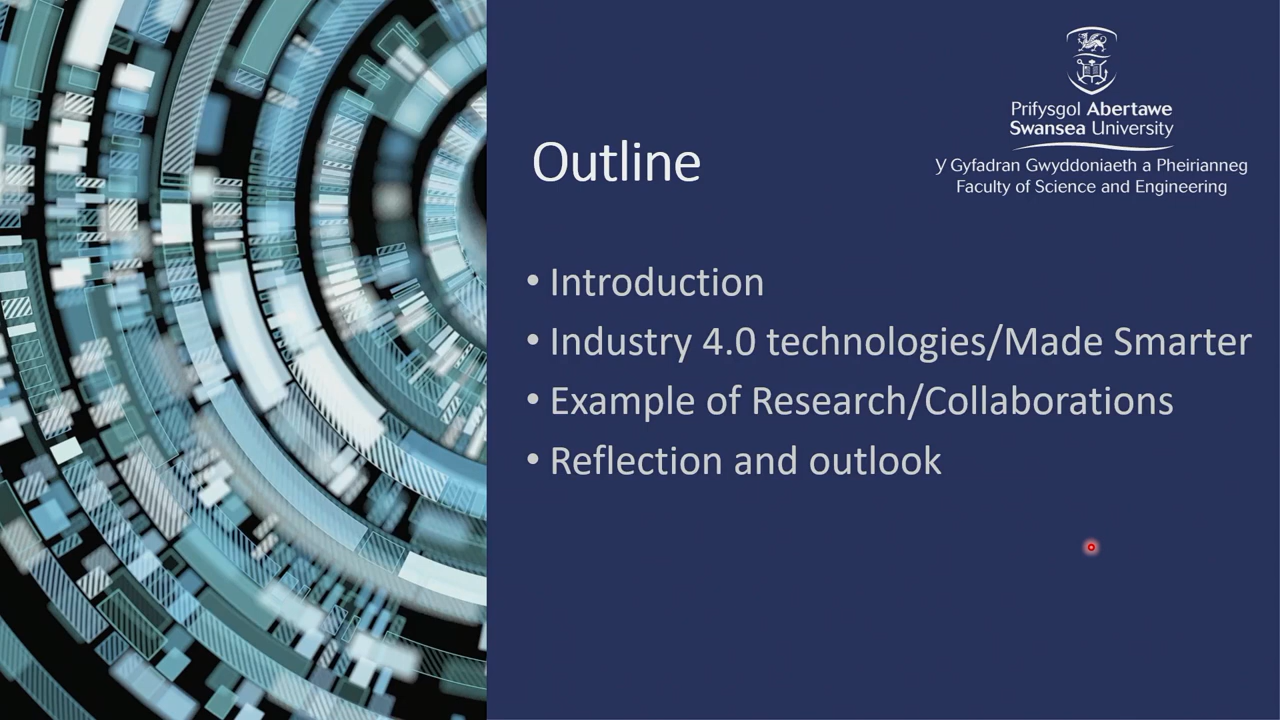 Prifysgol Abertawe
Swansea University
Y Gyfadran Gwyddoniaeth a Pheirianneg
Faculty of Science and Engineering
Outline
• Introduction
• Industry 4.0 technologies/Made Smarter
• Example of Research/Collaborations
• Reflection and outlook